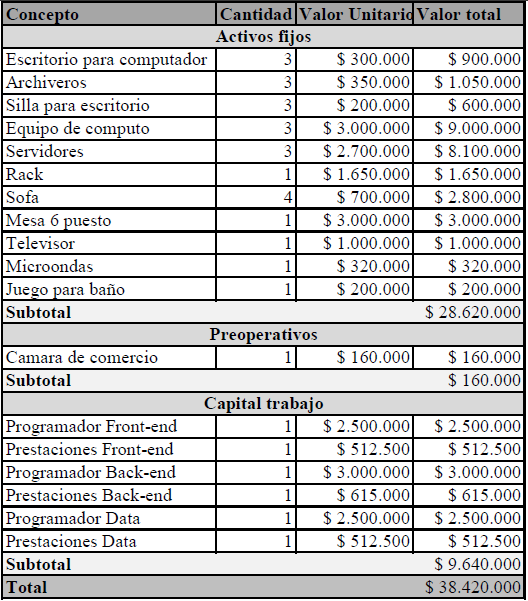 Concepto Cantidad Valor Unitario Valor total
Activos fijos
Escritorio para computador 3 $ 300.000 $ 900.000
Archiveros 3 $ 350.000 $ 1.050.000
Silla para escritorio 3 $ 200.000 $ 600.000
Equipo de computo 3 $ 3.000.000 $ 9.000.000
Servidores 3 $ 2.700.000 $ 8.100.000
Rack 1 $ 1.650.000 $ 1.650.000
Sofa 4 $ 700.000 $ 2.800.000
Mesa 6 puesto 1 $ 3.000.000 $ 3.000.000
Televisor 1 $ 1.000.000 $ 1.000.000
Microondas 1 $ 320.000 $ 320.000
Juego para baño 1 $ 200.000 $ 200.000
Subtotal $ 28.620.000
Preoperativos
Camara de comercio 1 $ 160.000 $ 160.000
Subtotal $ 160.000
Capital trabajo
Programador Front-end 1 $ 2.500.000 $ 2.500.000
Prestaciones Front-end 1 $ 512.500 $ 512.500
Programador Back-end 1 $ 3.000.000 $ 3.000.000
Prestaciones Back-end 1 $ 615.000 $ 615.000
Programador Data 1 $ 2.500.000 $ 2.500.000
Prestaciones Data 1 $ 512.500 $ 512.500
Subtotal $ 9.640.000
Total $ 38.420.000